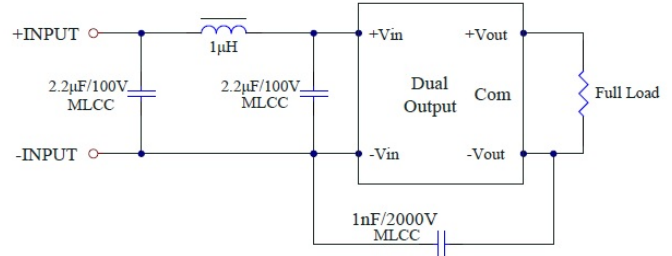 +INPUT
1μH
+Vin
+Vout
2.2μF/100V
MLCC
2.2μF/100V
MLCC
Dual
Output
Com
Full Load
-INPUT
-Vin
-Vout
1nF/2000V
MLCC